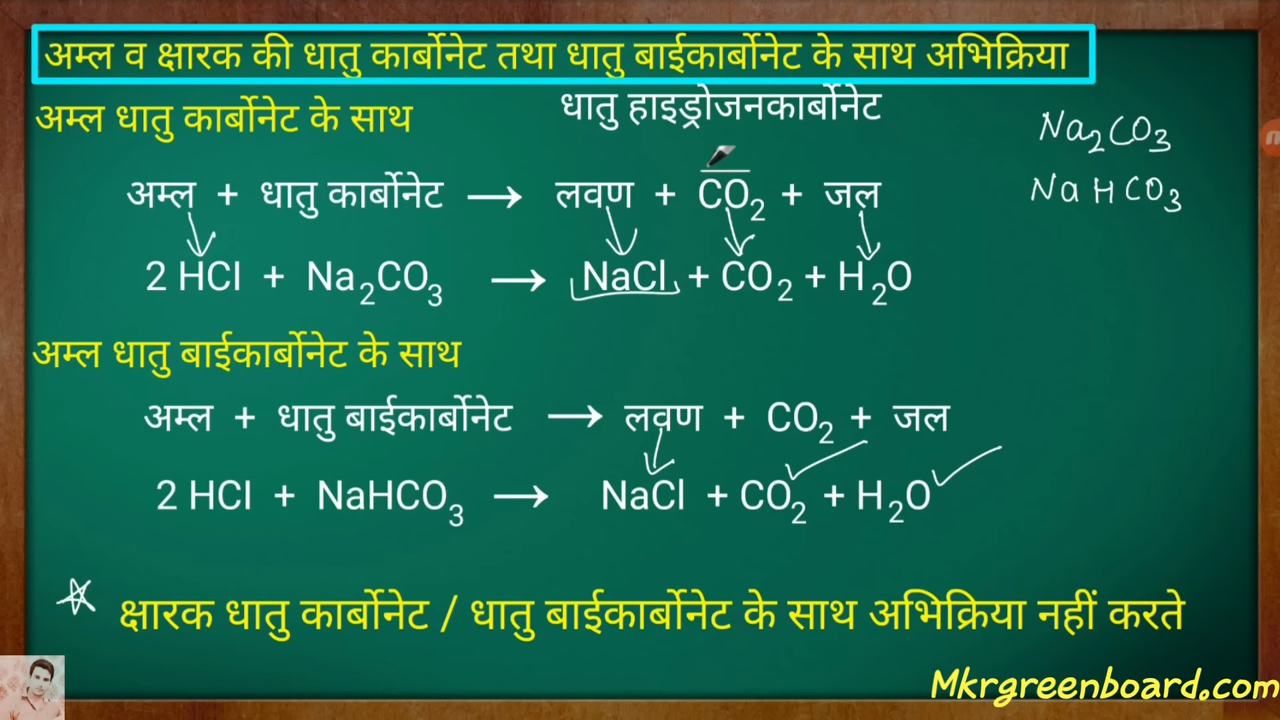 अम्ल व क्षारक की धातु कार्बोनेट तथा धातु बाईकार्बोनेट के साथ अभिक्रिया
अम्ल धातु कार्बोनेट के साथ
धातु हाइड्रोजनकार्बोनेट
Na₂CO₃
NaHCO₃
अम्ल + धातु कार्बोनेट → लवण + CO₂ + जल
2 HCl + Na₂CO₃ → NaCl + CO₂ + H₂O
अम्ल धातु बाईकार्बोनेट के साथ
अम्ल + धातु बाईकार्बोनेट → लवण + CO₂ + जल
2 HCl + NaHCO₃ → NaCl + CO₂ + H₂O
क्षारक धातु कार्बोनेट / धातु बाईकार्बोनेट के साथ अभिक्रिया नहीं करते
Mkrgreenboard.com